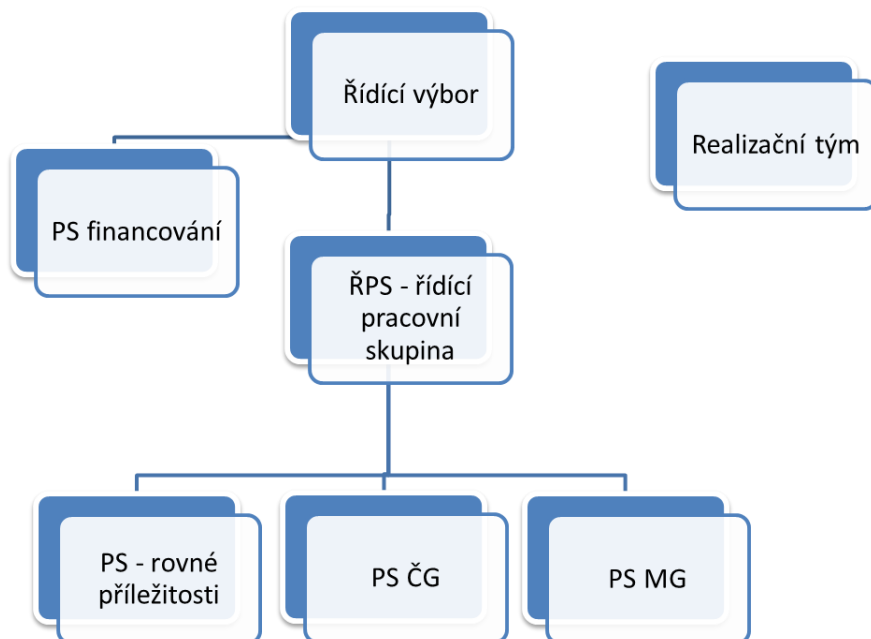 Řídící výbor
Realizační tým
PS financování
ŘPS - řídící
pracovní
skupina
PS - rovné
příležitosti
PS ČG
PS MG